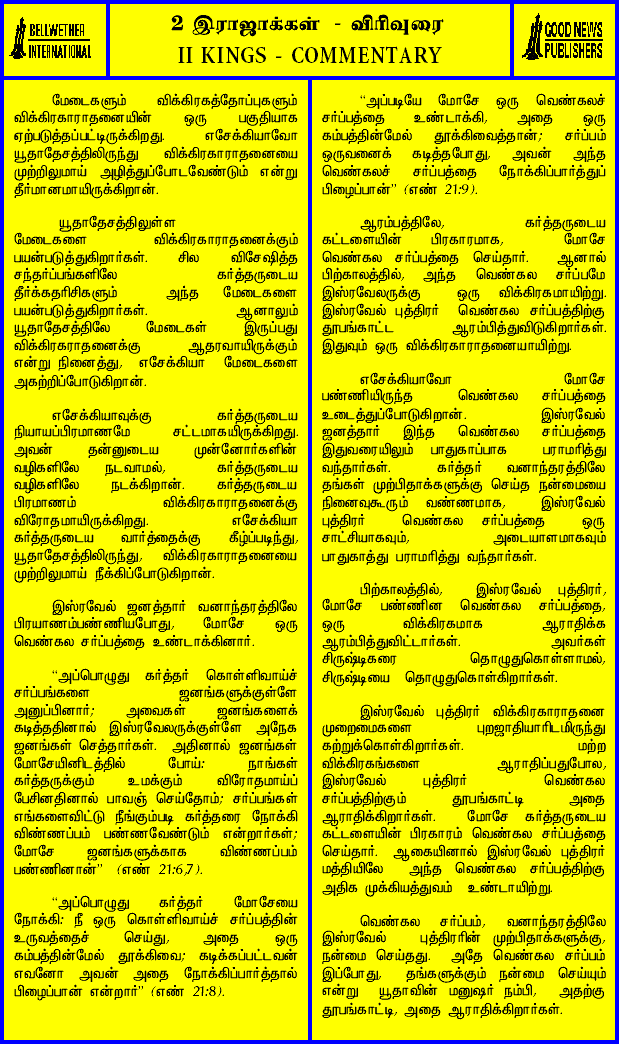 BELLWETHER
INTERNATIONAL
2 இராஜாக்கள் - விரிவுரை
II KINGS - COMMENTARY
GOOD NEWS
PUBLISHERS
மேடைகளும் விக்கிரகத்தோப்புகளும்
விக்கிரகாராதனையின் ஒரு பகுதியாக
ஏற்படுத்தப்பட்டிருக்கிறது. எசேக்கியாவோ
யூதாதேசத்திலிருந்து விக்கிரகாராதனையை
முற்றிலுமாய் அழித்துப்போடவேண்டும் என்று
தீர்மானமாயிருக்கிறான்.
யூதாதேசத்திலுள்ள
மேடைகளை விக்கிரகாராதனைக்கும்
பயன்படுத்துகிறார்கள். சில விசேஷித்த
சந்தர்ப்பங்களிலே கர்த்தருடைய
தீர்க்கதரிசிகளும் அந்த மேடைகளை
பயன்படுத்துகிறார்கள். ஆனாலும்
யூதாதேசத்திலே மேடைகள் இருப்பது
விக்கிரகராதனைக்கு ஆதரவாயிருக்கும்
என்று நினைத்து, எசேக்கியா மேடைகளை
அகற்றிப்போடுகிறான்.
எசேக்கியாவுக்கு கர்த்தருடைய
நியாயப்பிரமாணமே சட்டமாகயிருக்கிறது.
அவன் தன்னுடைய முன்னோர்களின்
வழிகளிலே நடவாமல், கர்த்தருடைய
வழிகளிலே நடக்கிறான். கர்த்தருடைய
பிரமாணம் விக்கிரகாராதனைக்கு
விரோதமாயிருக்கிறது. எசேக்கியா
கர்த்தருடைய வார்த்தைக்கு கீழ்ப்படிந்து,
யூதாதேசத்திலிருந்து, விக்கிரகாராதனையை
முற்றிலுமாய் நீக்கிப்போடுகிறான்.
இஸ்ரவேல் ஜனத்தார் வனாந்தரத்திலே
பிரயாணம்பண்ணியபோது, மோசே ஒரு
வெண்கல சர்ப்பத்தை உண்டாக்கினார்.
“அப்பொழுது கர்த்தர் கொள்ளிவாய்ச்
சர்ப்பங்களை ஜனங்களுக்குள்ளே
அனுப்பினார்; அவைகள் ஜனங்களைக்
கடித்ததினால் இஸ்ரவேலருக்குள்ளே அநேக
ஜனங்கள் செத்தார்கள். அதினால் ஜனங்கள்
மோசேயினிடத்தில் போய்: நாங்கள்
கர்த்தருக்கும் உமக்கும் விரோதமாய்ப்
பேசினதினால் பாவஞ் செய்தோம்; சர்ப்பங்கள்
எங்களைவிட்டு நீங்கும்படி கர்த்தரை நோக்கி
விண்ணப்பம் பண்ணவேண்டும் என்றார்கள்;
மோசே ஜனங்களுக்காக விண்ணப்பம்
பண்ணினான்” (எண் 21:6,7).
“அப்பொழுது கர்த்தர் மோசேயை
நோக்கி: நீ ஒரு கொள்ளிவாய்ச் சர்ப்பத்தின்
உருவத்தைச் செய்து, அதை ஒரு
கம்பத்தின்மேல் தூக்கிவை; கடிக்கப்பட்டவன்
எவனோ அவன் அதை நோக்கிப்பார்த்தால்
பிழைப்பான் என்றார்” (எண் 21:8).
“அப்படியே மோசே ஒரு வெண்கலச்
சர்ப்பத்தை உண்டாக்கி, அதை ஒரு
கம்பத்தின்மேல் தூக்கிவைத்தான்; சர்ப்பம்
ஒருவனைக் கடித்தபோது, அவன் அந்த
வெண்கலச் சர்ப்பத்தை நோக்கிப்பார்த்துப்
பிழைப்பான்” (எண் 21:9).
ஆரம்பத்திலே, கர்த்தருடைய
கட்டளையின் பிரகாரமாக, மோசே
வெண்கல சர்ப்பத்தை செய்தார். ஆனால்
பிற்காலத்தில், அந்த வெண்கல சர்ப்பமே
இஸ்ரவேலருக்கு ஒரு விக்கிரகமாயிற்று.
இஸ்ரவேல் புத்திரர் வெண்கல சர்ப்பத்திற்கு
தூபங்காட்ட ஆரம்பித்துவிடுகிறார்கள்.
இதுவும் ஒரு விக்கிரகாராதனையாயிற்று.
எசேக்கியாவோ மோசே
பண்ணியிருந்த வெண்கல சர்ப்பத்தை
உடைத்துப்போடுகிறான். இஸ்ரவேல்
ஜனத்தார் இந்த வெண்கல சர்ப்பத்தை
இதுவரையிலும் பாதுகாப்பாக பராமரித்து
வந்தார்கள். கர்த்தர் வனாந்தரத்திலே
தங்கள் முற்பிதாக்களுக்கு செய்த நன்மையை
நினைவுகூரும் வண்ணமாக, இஸ்ரவேல்
புத்திரர் வெண்கல சர்ப்பத்தை ஒரு
சாட்சியாகவும், அடையாளமாகவும்
பாதுகாத்து பராமரித்து வந்தார்கள்.
பிற்காலத்தில், இஸ்ரவேல் புத்திரர்,
மோசே பண்ணின வெண்கல சர்ப்பத்தை,
ஒரு விக்கிரகமாக ஆராதிக்க
ஆரம்பித்துவிட்டார்கள். அவர்கள்
சிருஷ்டிகரை தொழுதுகொள்ளாமல்,
சிருஷ்டியை தொழுதுகொள்கிறார்கள்.
இஸ்ரவேல் புத்திரர் விக்கிரகாராதனை
முறைமைகளை புறஜாதியாரிடமிருந்து
கற்றுக்கொள்கிறார்கள். மற்ற
விக்கிரகங்களை ஆராதிப்பதுபோல,
இஸ்ரவேல் புத்திரர் வெண்கல
சர்ப்பத்திற்கும் தூபங்காட்டி அதை
ஆராதிக்கிறார்கள். மோசே கர்த்தருடைய
கட்டளையின் பிரகாரம் வெண்கல சர்ப்பத்தை
செய்தார். ஆகையினால் இஸ்ரவேல் புத்திரர்
மத்தியிலே அந்த வெண்கல சர்ப்பத்திற்கு
அதிக முக்கியத்துவம் உண்டாயிற்று.
வெண்கல சர்ப்பம், வனாந்தரத்திலே
இஸ்ரவேல் புத்திரரின் முற்பிதாக்களுக்கு,
நன்மை செய்தது. அதே வெண்கல சர்ப்பம்
இப்போது, தங்களுக்கும் நன்மை செய்யும்
என்று யூதாவின் மனுஷர் நம்பி, அதற்கு
தூபங்காட்டி, அதை ஆராதிக்கிறார்கள்.